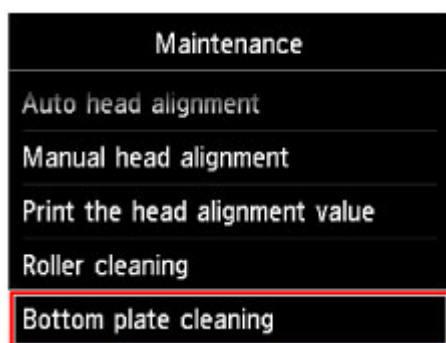 Maintenance
Auto head alignment
Manual head alignment
Print the head alignment value
Roller cleaning
Bottom plate cleaning